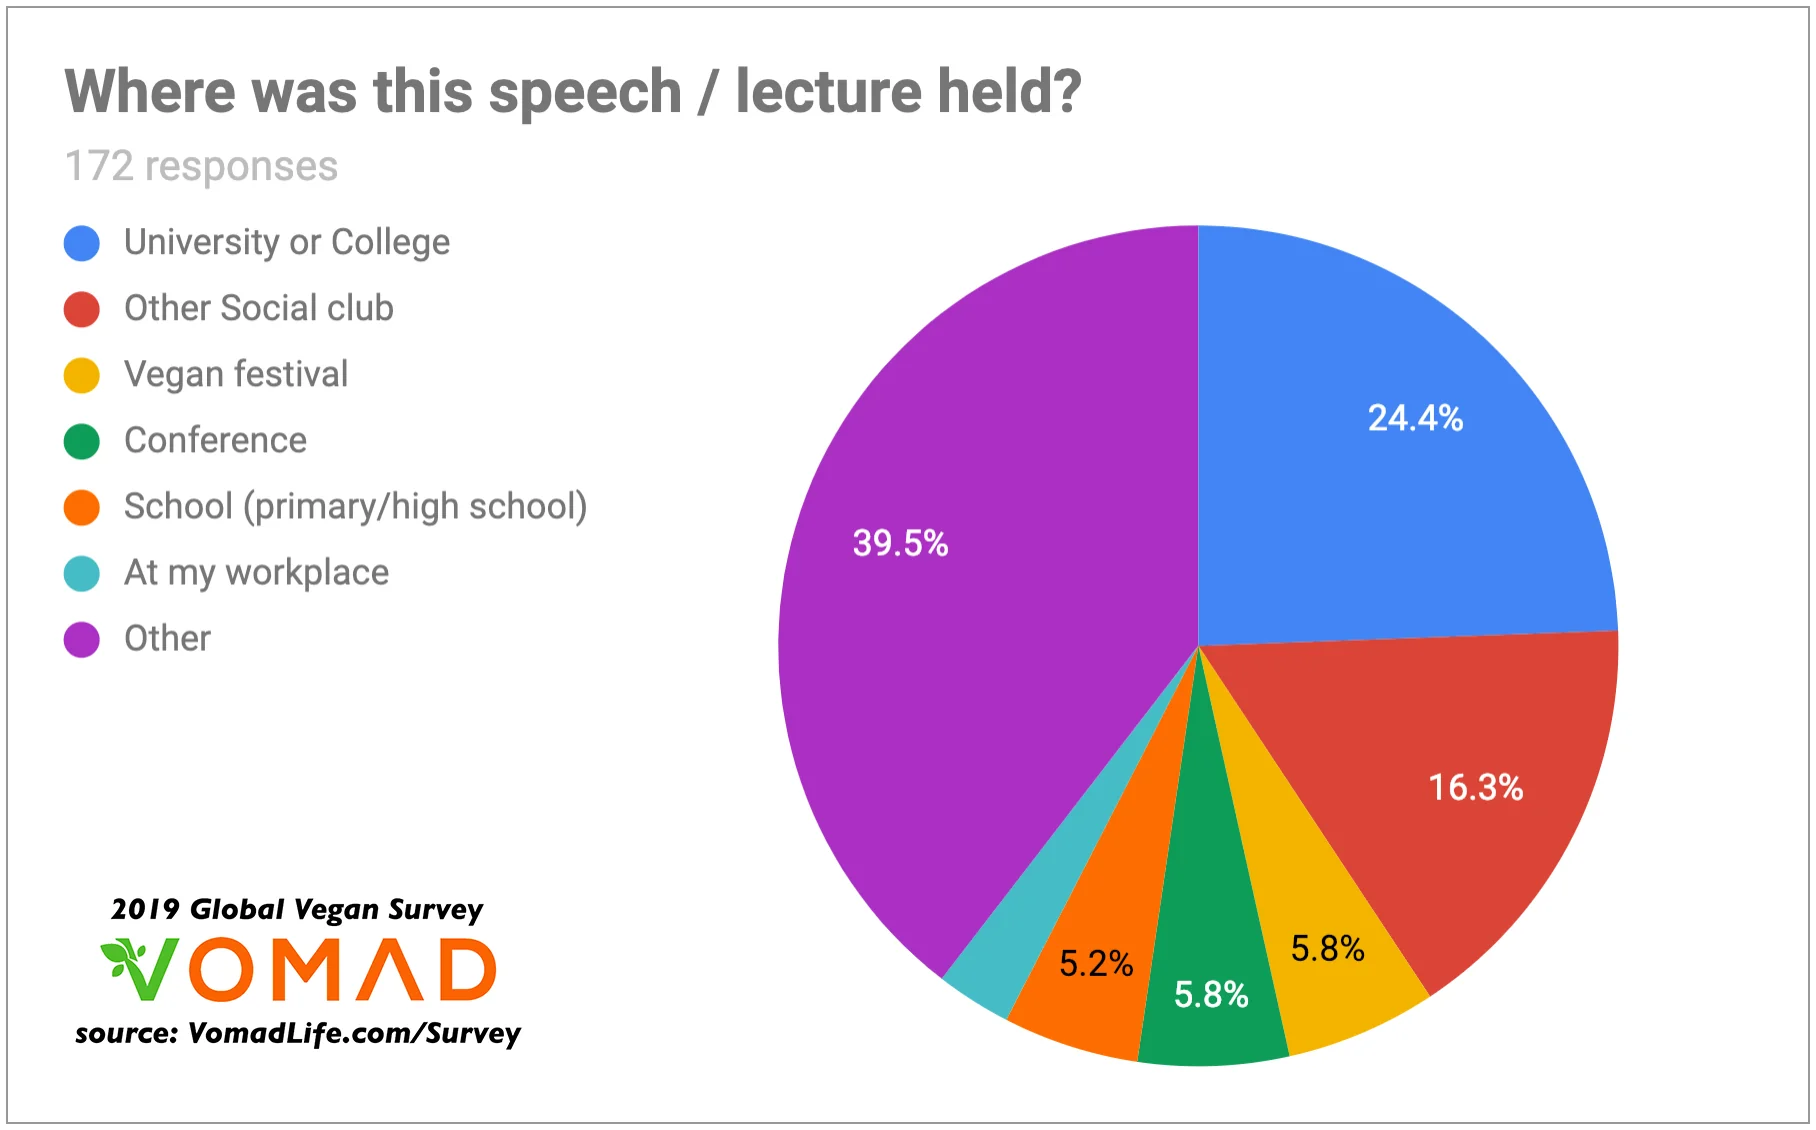 Where was this speech / lecture held?
172 responses
University or College
Other Social club
Vegan festival
Conference
School (primary/high school)
At my workplace
Other
24.4%
39.5%
16.3%
5.8%
5.2%
5.8%
2019 Global Vegan Survey
VOMAD
source: VomadLife.com/Survey